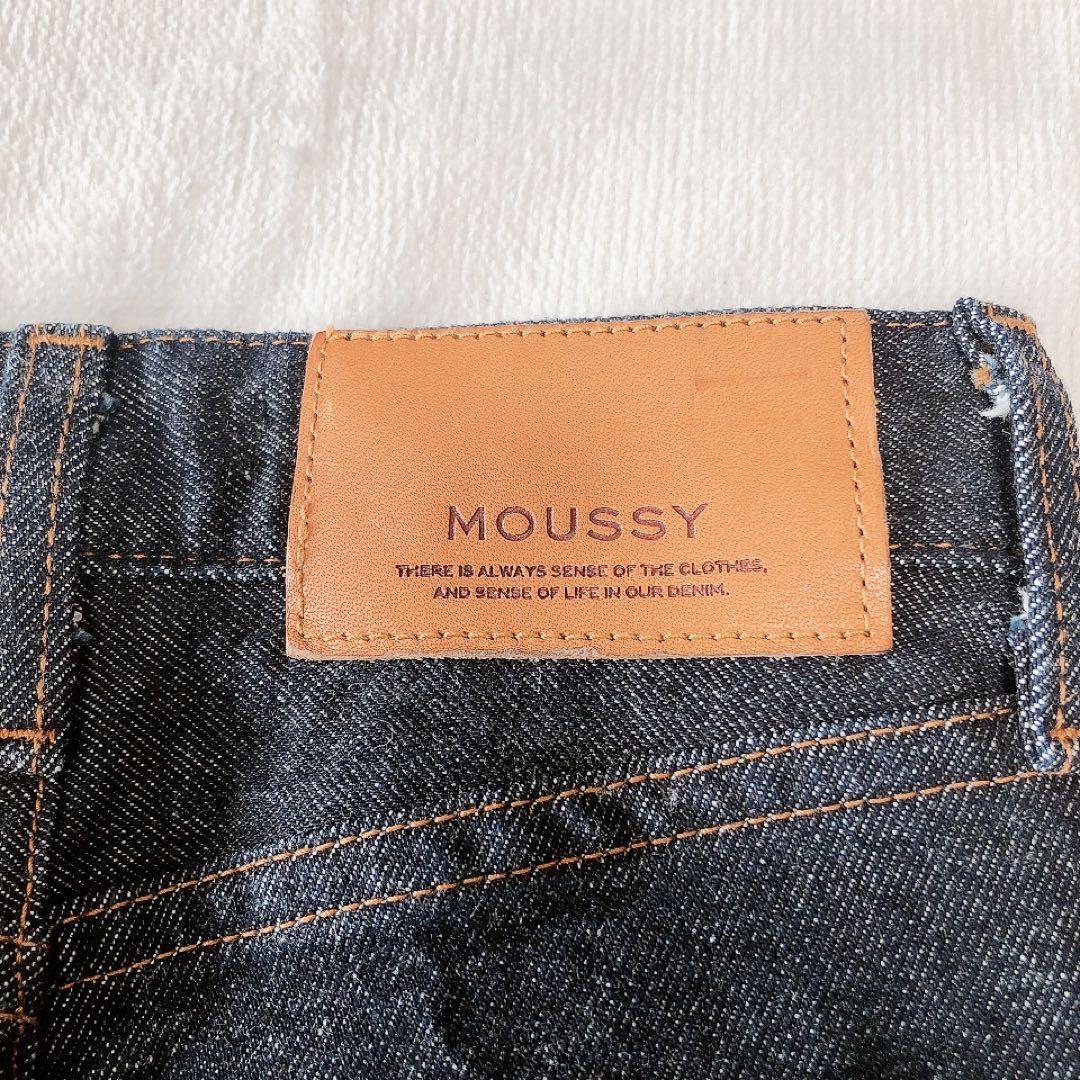 MOUSSY
THERE IS ALWAYS SENSE OF THE CLOTHES,
AND SENSE OF LIFE IN OUR DENIM.